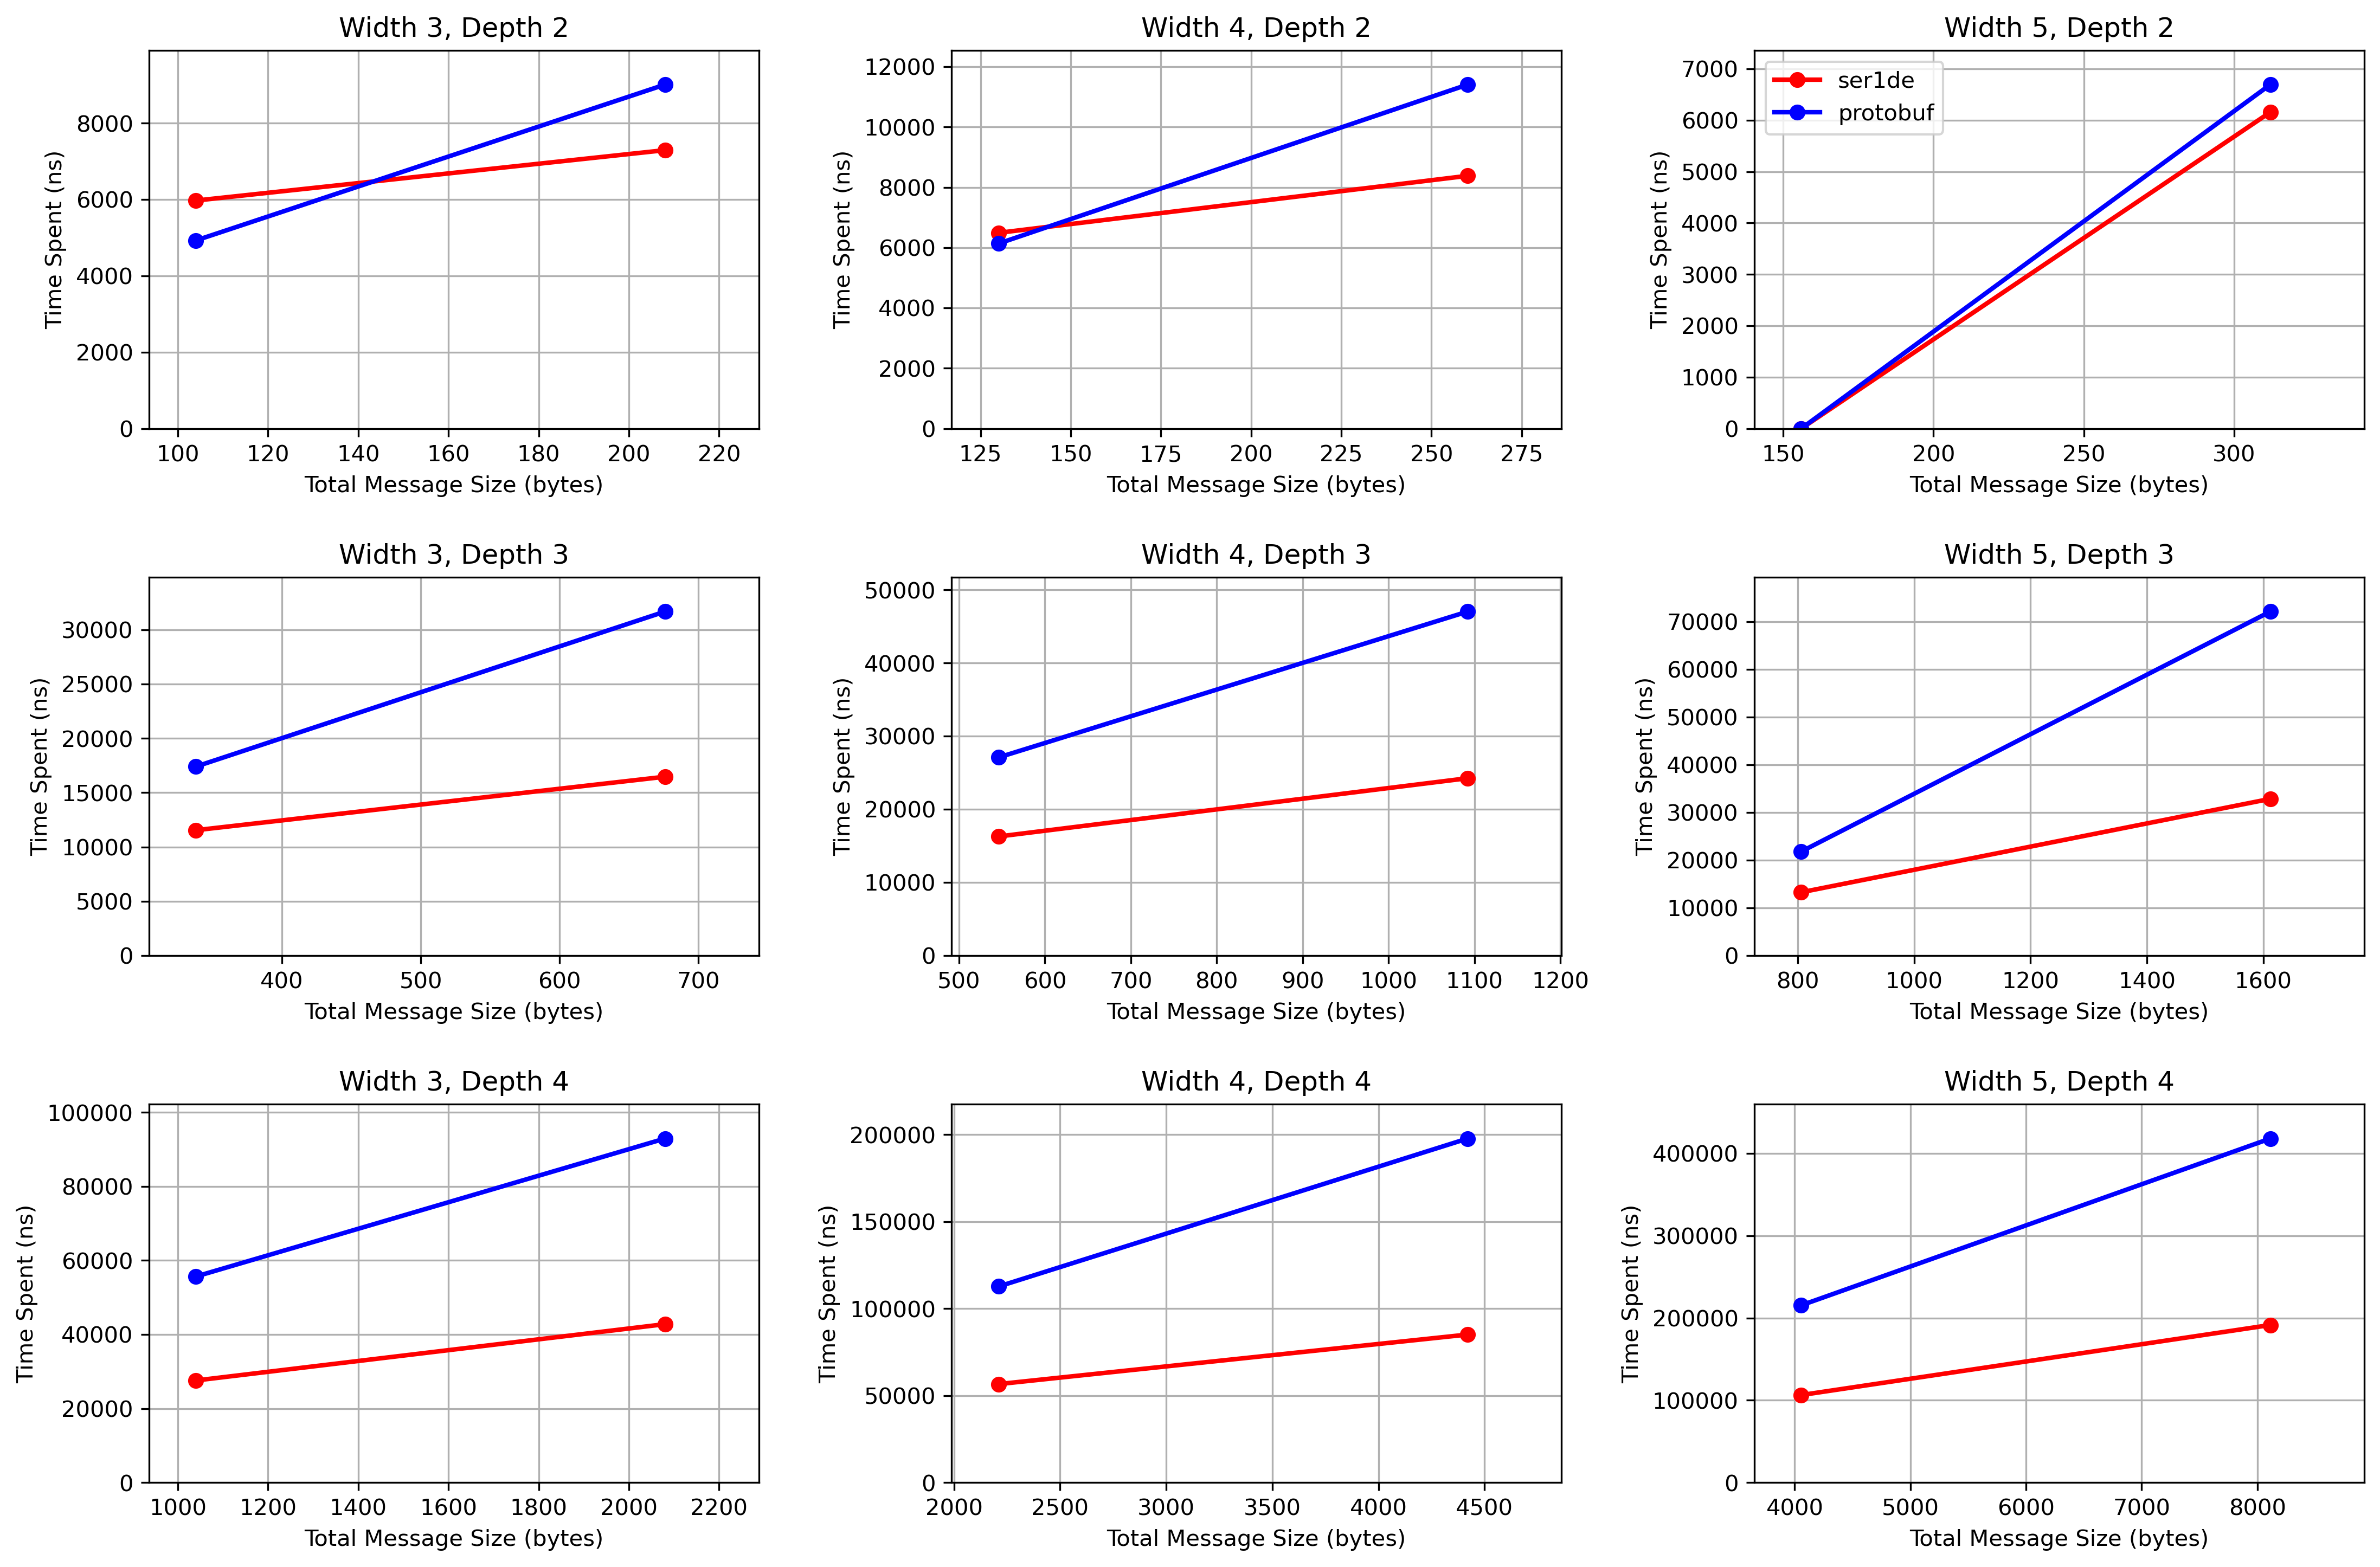 Width 3, Depth 2
8000
6000
4000
2000
0
Time Spent (ns)
100 120 140 160 180 200 220
Total Message Size (bytes)
Width 4, Depth 2
12000
10000
8000
6000
4000
2000
0
Time Spent (ns)
125 150 175 200 225 250 275
Total Message Size (bytes)
Width 5, Depth 2
ser1de
protobuf
7000
6000
5000
4000
3000
2000
1000
0
Time Spent (ns)
150 200 250 300
Total Message Size (bytes)
Width 3, Depth 3
30000
25000
20000
15000
10000
5000
0
Time Spent (ns)
400 500 600 700
Total Message Size (bytes)
Width 4, Depth 3
50000
40000
30000
20000
10000
0
Time Spent (ns)
500 600 700 800 900 1000 1100 1200
Total Message Size (bytes)
Width 5, Depth 3
70000
60000
50000
40000
30000
20000
10000
0
Time Spent (ns)
800 1000 1200 1400 1600
Total Message Size (bytes)
Width 3, Depth 4
100000
80000
60000
40000
20000
0
Time Spent (ns)
1000 1200 1400 1600 1800 2000 2200
Total Message Size (bytes)
Width 4, Depth 4
200000
150000
100000
50000
0
Time Spent (ns)
2000 2500 3000 3500 4000 4500
Total Message Size (bytes)
Width 5, Depth 4
400000
300000
200000
100000
0
Time Spent (ns)
4000 5000 6000 7000 8000
Total Message Size (bytes)